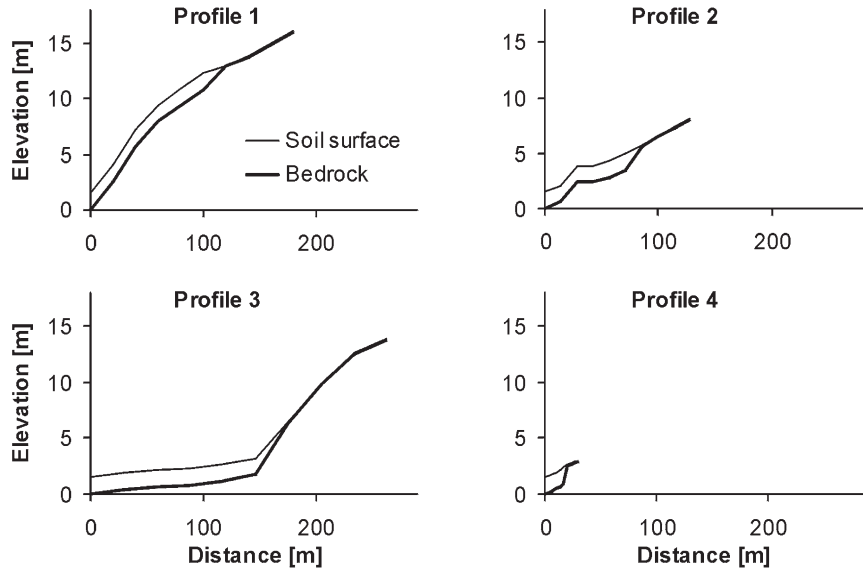 Profile 1
Elevation [m]
15
10
5
0
0 100 200
Soil surface
Bedrock
Profile 2
15
10
5
0
0 100 200
Profile 3
Elevation [m]
15
10
5
0
0 100 200
Distance [m]
Profile 4
15
10
5
0
0 100 200
Distance [m]